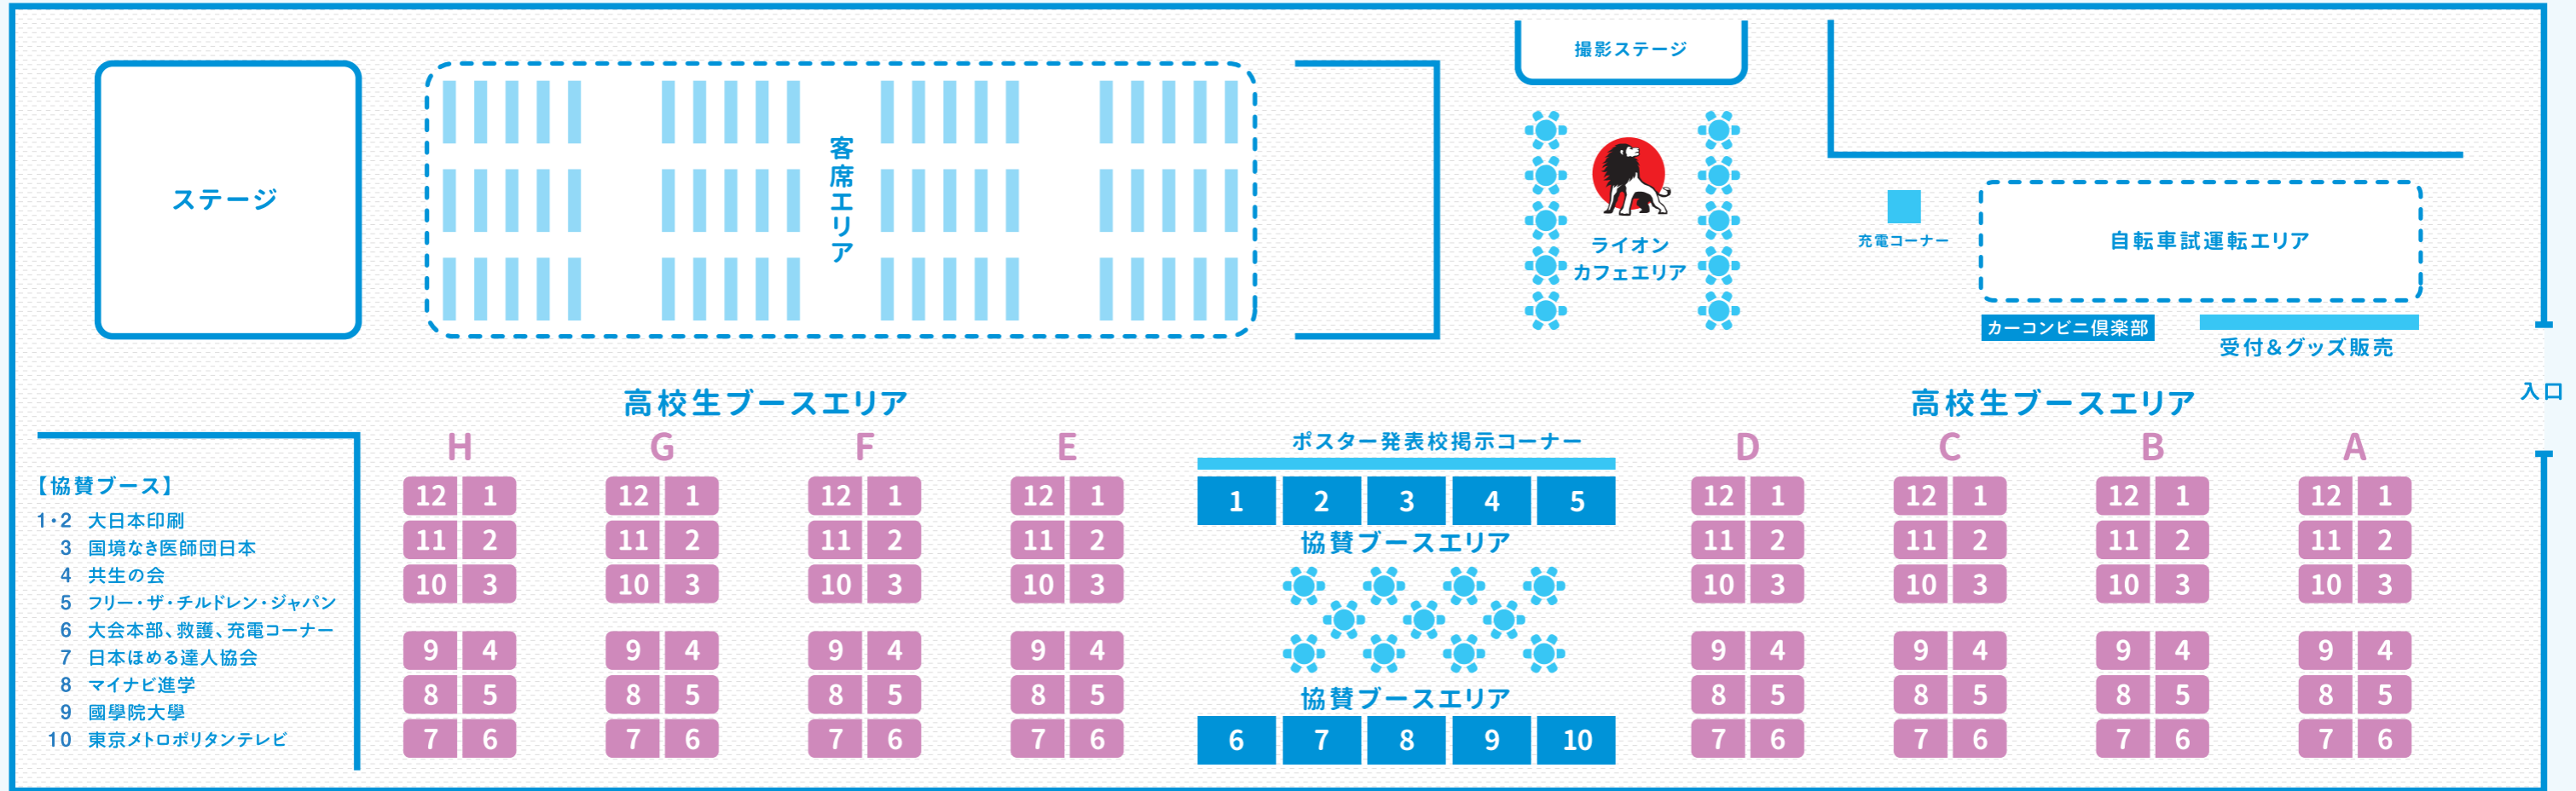 撮影ステージ
ステージ
客席エリア
ライオン
カフェエリア
充電コーナー
自転車試運転エリア
カーコンビニ倶楽部
受付&グッズ販売
入口
高校生ブースエリア
高校生ブースエリア
H G F E
ポスター発表校掲示コーナー
D C B A
【協賛ブース】
1・2 大日本印刷
3 国境なき医師団日本
4 共生の会
5 フリー・ザ・チルドレン・ジャパン
6 大会本部、救護、充電コーナー
7 日本ほめる達人協会
8 マイナビ進学
9 國學院大學
10 東京メトロポリタンテレビ
12 1 12 1 12 1 12 1
11 2 11 2 11 2 11 2
10 3 10 3 10 3 10 3
9 4 9 4 9 4 9 4
8 5 8 5 8 5 8 5
7 6 7 6 7 6 7 6
1 2 3 4 5
協賛ブースエリア
協賛ブースエリア
6 7 8 9 10
12 1 12 1 12 1 12 1
11 2 11 2 11 2 11 2
10 3 10 3 10 3 10 3
9 4 9 4 9 4 9 4
8 5 8 5 8 5 8 5
7 6 7 6 7 6 7 6